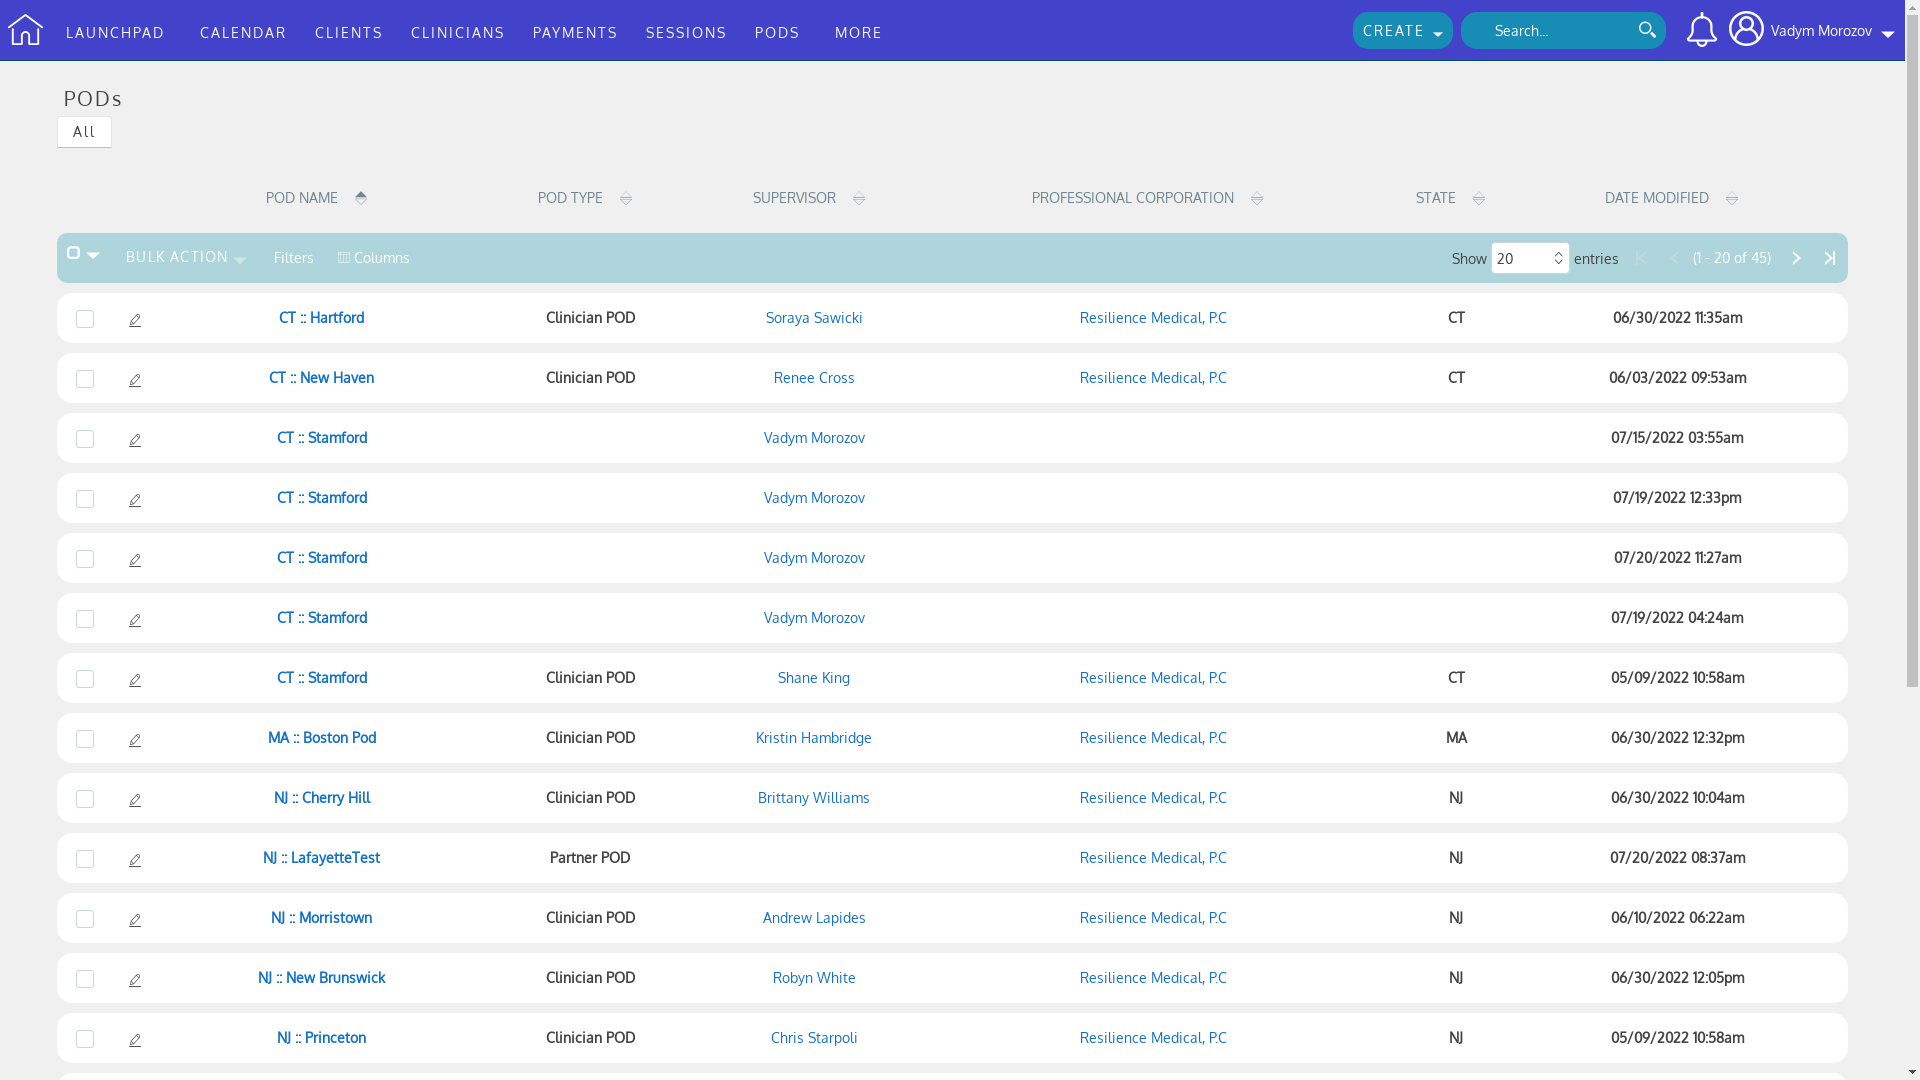 LAUNCHPAD CALENDAR CLIENTS CLINICIANS PAYMENTS SESSIONS PODS MORE CREATE Search... Vadym Morozov
PODs
All
POD NAME POD TYPE SUPERVISOR PROFESSIONAL CORPORATION STATE DATE MODIFIED
BULK ACTION Filters Columns Show 20 entries (1 - 20 of 45)
CT :: Hartford Clinician POD Soraya Sawicki Resilience Medical, P.C CT 06/30/2022 11:35am
CT :: New Haven Clinician POD Renee Cross Resilience Medical, P.C CT 06/03/2022 09:53am
CT :: Stamford Vadym Morozov 07/15/2022 03:55am
CT :: Stamford Vadym Morozov 07/19/2022 12:33pm
CT :: Stamford Vadym Morozov 07/20/2022 11:27am
CT :: Stamford Vadym Morozov 07/19/2022 04:24am
CT :: Stamford Clinician POD Shane King Resilience Medical, P.C CT 05/09/2022 10:58am
MA :: Boston Pod Clinician POD Kristin Hambridge Resilience Medical, P.C MA 06/30/2022 12:32pm
NJ :: Cherry Hill Clinician POD Brittany Williams Resilience Medical, P.C NJ 06/30/2022 10:04am
NJ :: LafayetteTest Partner POD Resilience Medical, P.C NJ 07/20/2022 08:37am
NJ :: Morristown Clinician POD Andrew Lapides Resilience Medical, P.C NJ 06/10/2022 06:22am
NJ :: New Brunswick Clinician POD Robyn White Resilience Medical, P.C NJ 06/30/2022 12:05pm
NJ :: Princeton Clinician POD Chris Starpoli Resilience Medical, P.C NJ 05/09/2022 10:58am